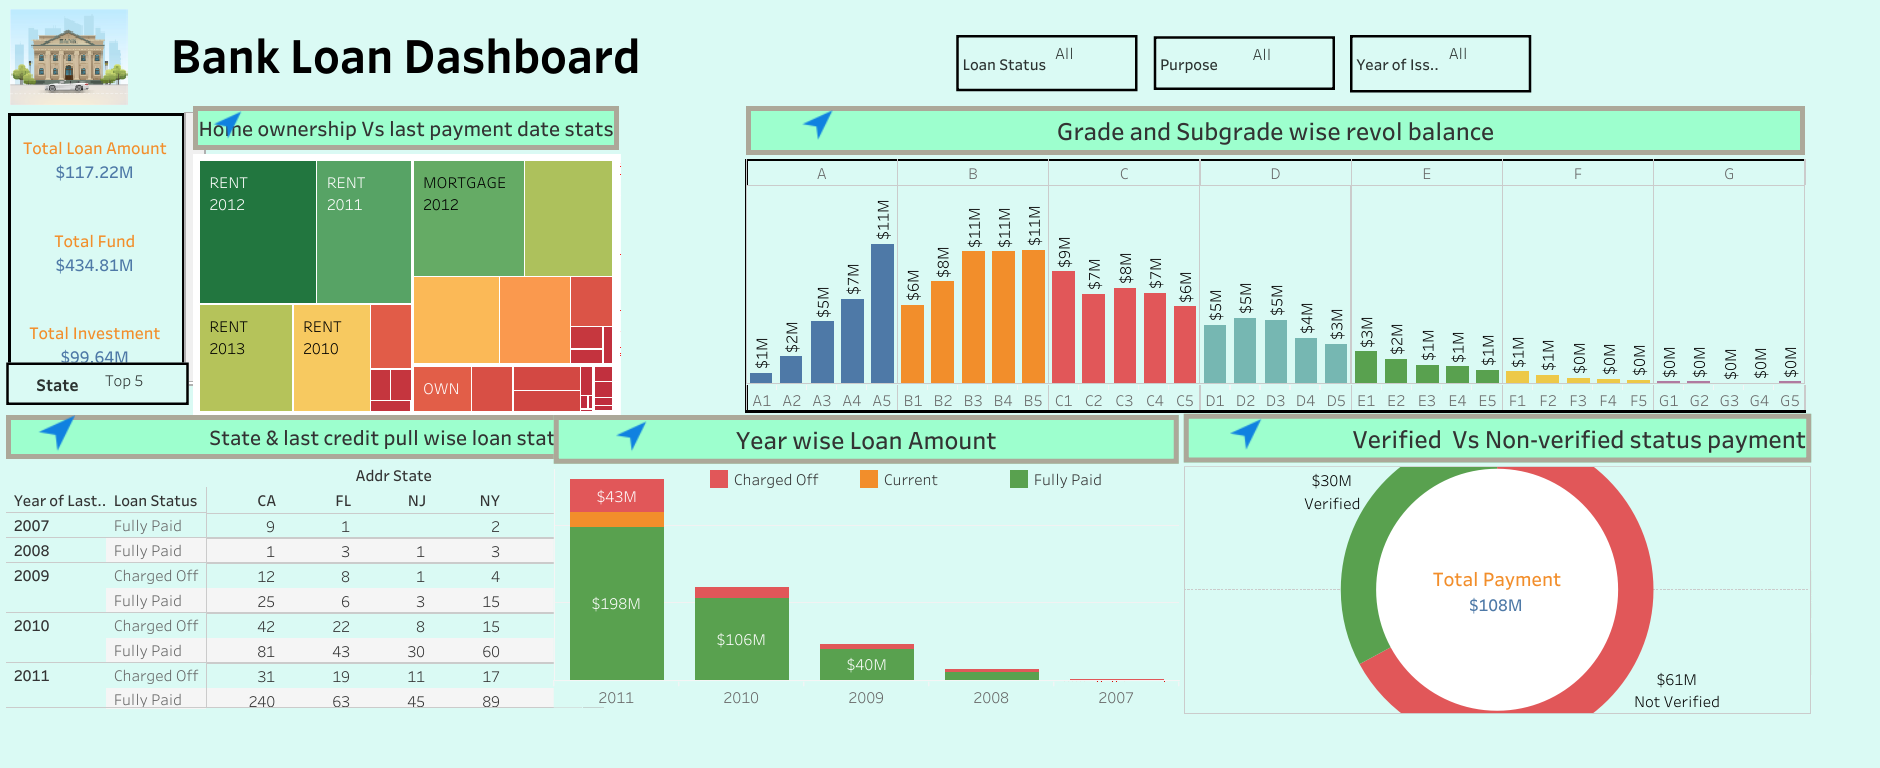 Bank Loan Dashboard
Loan Status All
Purpose All
Year of Iss.. All
Total Loan Amount
$117.22M
Total Fund
$434.81M
Total Investment
$99.64M
State Top 5
Home ownership Vs last payment date stats
RENT
2012
RENT
2011
MORTGAGE
2012
RENT
2013
RENT
2010
OWN
Grade and Subgrade wise revol balance
A B C D E F G
$1M $2M $5M $7M $11M $6M $8M $11M $11M $11M $9M $7M $8M $7M $6M $5M $5M $5M $4M $3M $3M $2M $1M $1M $1M $1M $1M $0M $0M $0M $0M $0M $0M $0M $0M
A1 A2 A3 A4 A5 B1 B2 B3 B4 B5 C1 C2 C3 C4 C5 D1 D2 D3 D4 D5 E1 E2 E3 E4 E5 F1 F2 F3 F4 F5 G1 G2 G3 G4 G5
State & last credit pull wise loan stat
Addr State
Year of Last.. Loan Status CA FL NJ NY
2007 Fully Paid 9 1 2
2008 Fully Paid 1 3 1 3
2009 Charged Off 12 8 1 4
Fully Paid 25 6 3 15
2010 Charged Off 42 22 8 15
Fully Paid 81 43 30 60
2011 Charged Off 31 19 11 17
Fully Paid 240 63 45 89
Year wise Loan Amount
Charged Off Current Fully Paid
$43M
$198M
$106M
$40M
2011 2010 2009 2008 2007
Verified Vs Non-verified status payment
$30M
Verified
Total Payment
$108M
$61M
Not Verified